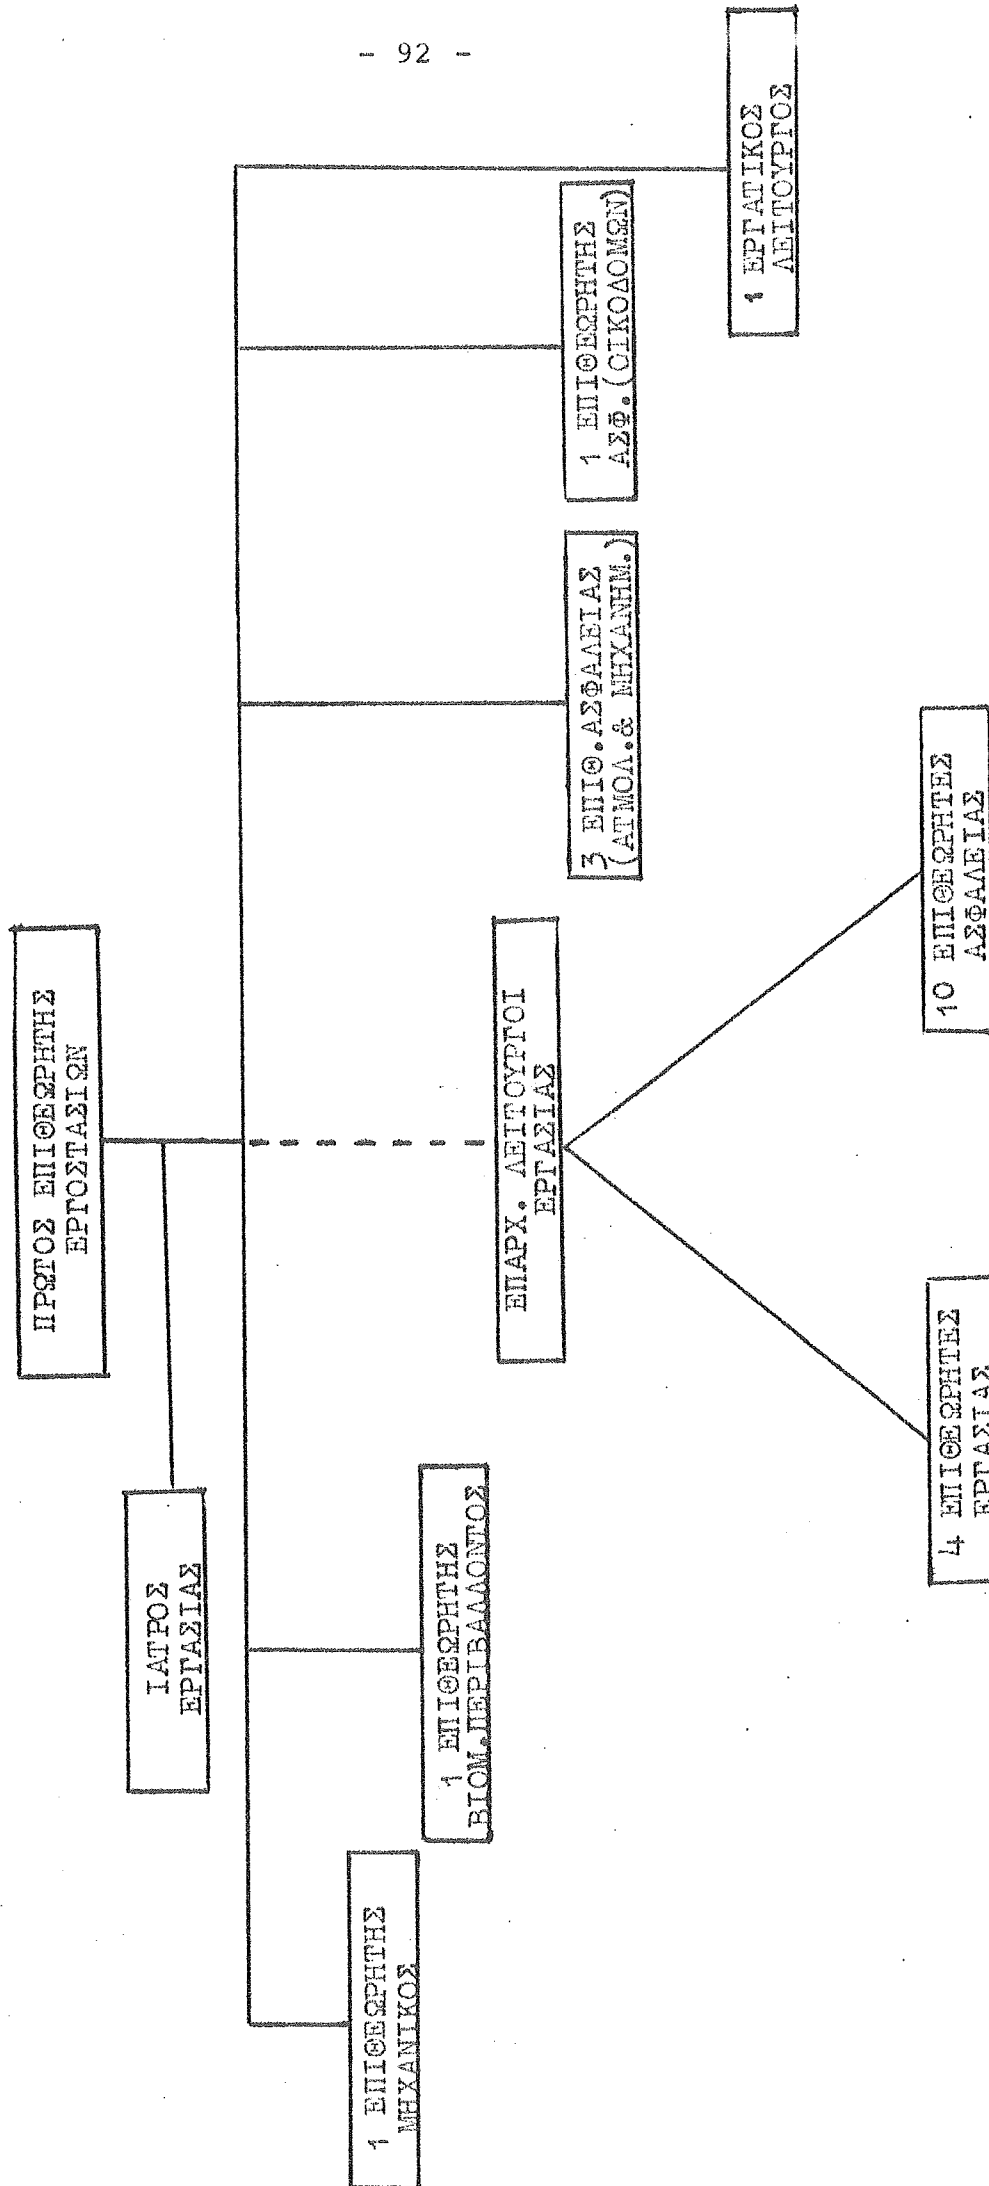 - 92 -
ΠΡΩΤΟΣ ΕΠΙΘΕΩΡΗΤΗΣ
ΕΡΓΟΣΤΑΣΙΩΝ
ΙΑΤΡΟΣ
ΕΡΓΑΣΙΑΣ
1 ΕΠΙΘΕΩΡΗΤΗΣ
ΜΗΧΑΝΙΚΟΣ
1 ΕΠΙΘΕΩΡΗΤΗΣ
ΒΙΟΜ.ΠΕΡΙΒΑΛΛΟΝΤΟΣ
ΕΠΑΡΧ. ΛΕΙΤΟΥΡΓΟΙ
ΕΡΓΑΣΙΑΣ
3 ΕΠΙΘ.ΑΣΦΑΛΕΙΑΣ
(ΑΤΜΟΛ.& ΜΗΧΑΝΗΜ.)
1 ΕΠΙΘΕΩΡΗΤΗΣ
ΑΣΦ.(ΟΙΚΟΔΟΜΩΝ)
1 ΕΡΓΑΤΙΚΟΣ
ΛΕΙΤΟΥΡΓΟΣ
4 ΕΠΙΘΕΩΡΗΤΕΣ
ΕΡΓΑΣΙΑΣ
10 ΕΠΙΘΕΩΡΗΤΕΣ
ΑΣΦΑΛΕΙΑΣ